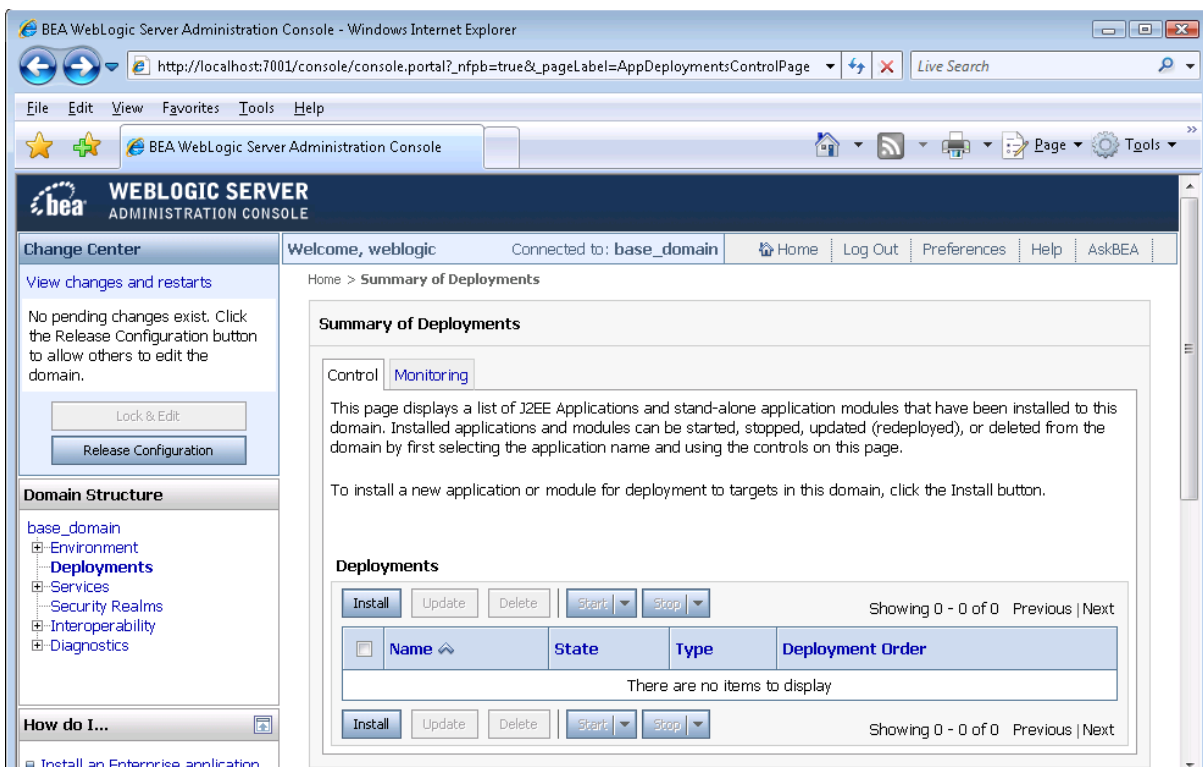 BEA WebLogic Server Administration Console - Windows Internet Explorer
http://localhost:7001/console/console.portal?_nfpb=true&_pageLabel=AppDeploymentsControlPage
Live Search
File Edit View Favorites Tools Help
BEA WebLogic Server Administration Console
Page Tools
bea
WEBLOGIC SERVER
ADMINISTRATION CONSOLE
Change Center
View changes and restarts
No pending changes exist. Click
the Release Configuration button
to allow others to edit the
domain.
Lock & Edit
Release Configuration
Domain Structure
base_domain
Environment
Deployments
Services
Security Realms
Interoperability
Diagnostics
How do I...
Install an Enterprise application
Welcome, weblogic Connected to: base_domain Home Log Out Preferences Help AskBEA
Home > Summary of Deployments
Summary of Deployments
Control Monitoring
This page displays a list of J2EE Applications and stand-alone application modules that have been installed to this
domain. Installed applications and modules can be started, stopped, updated (redeployed), or deleted from the
domain by first selecting the application name and using the controls on this page.
To install a new application or module for deployment to targets in this domain, click the Install button.
Deployments
Install Update Delete Start Stop Showing 0 - 0 of 0 Previous | Next
Name State Type Deployment Order
There are no items to display
Install Update Delete Start Stop Showing 0 - 0 of 0 Previous | Next